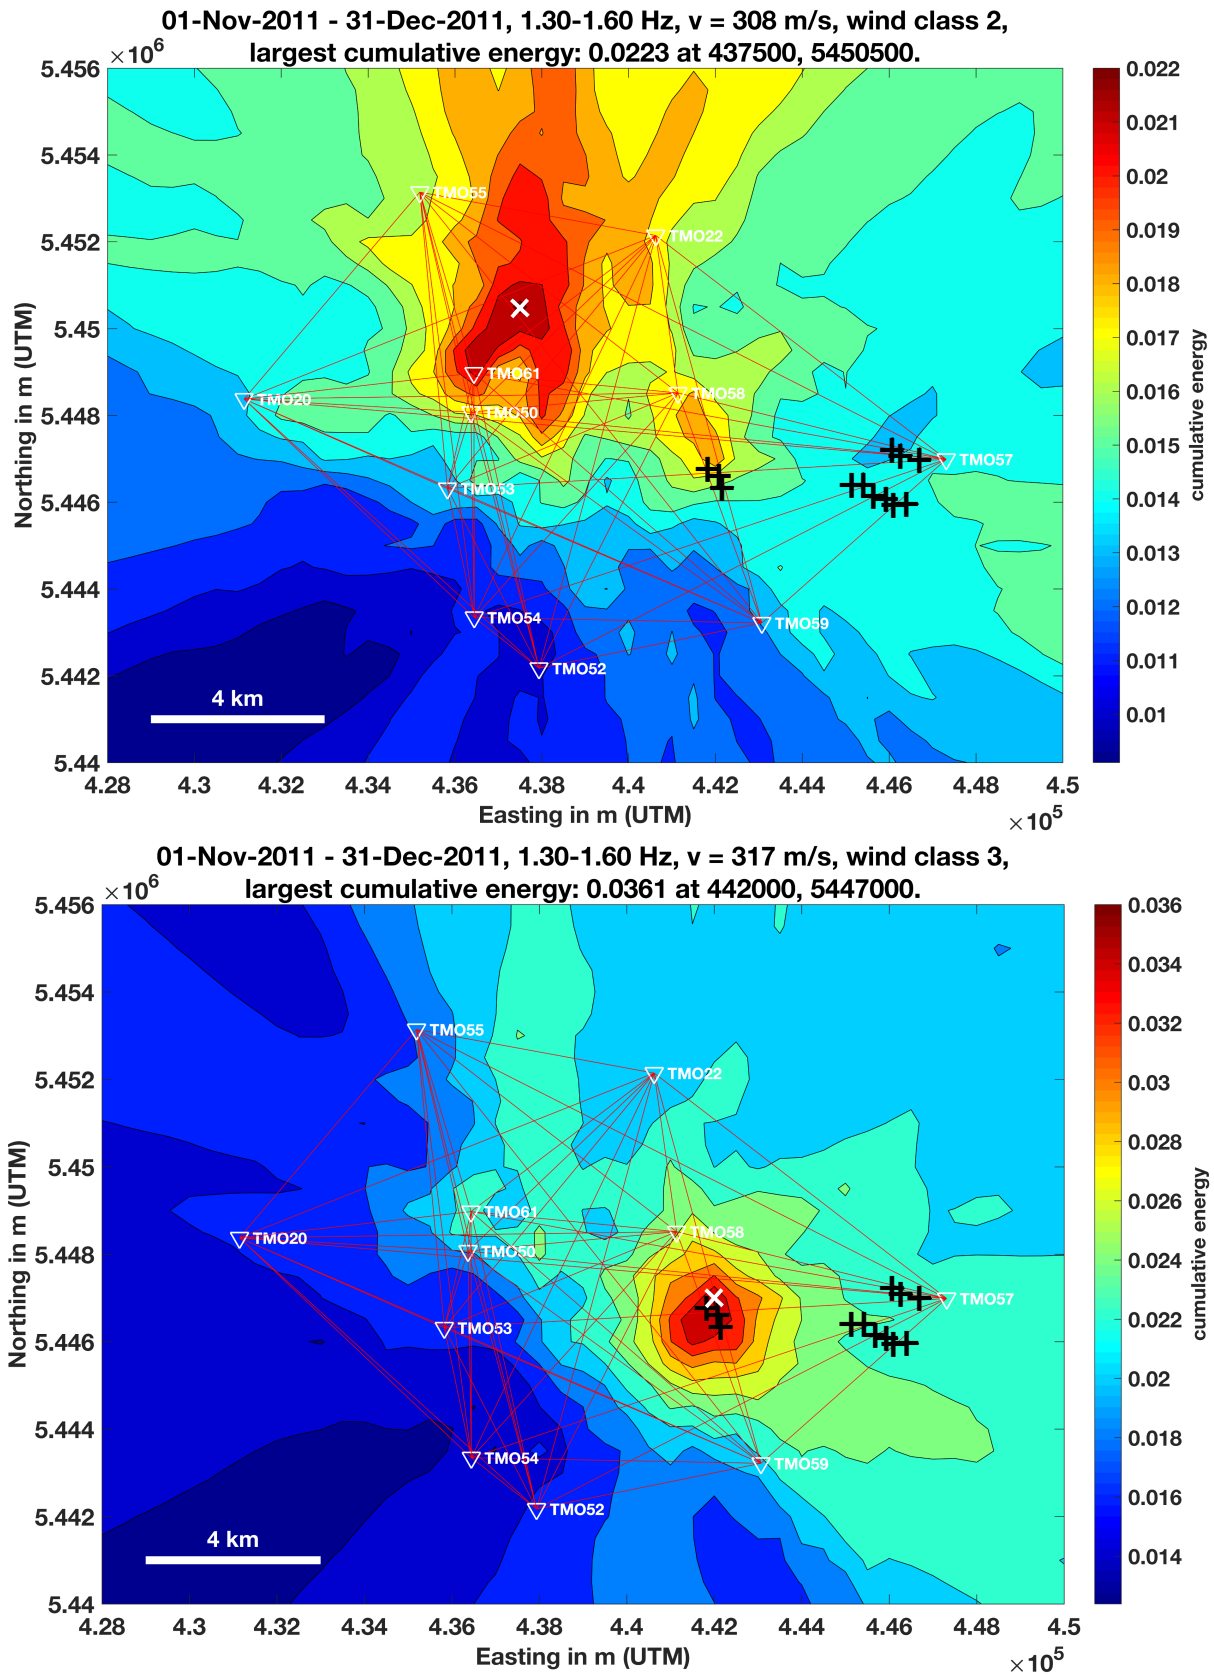 01-Nov-2011 - 31-Dec-2011, 1.30-1.60 Hz, v = 308 m/s, wind class 2,
largest cumulative energy: 0.0223 at 437500, 5450500.
×10⁶
5.456
5.454
5.452
5.45
5.448
5.446
5.444
5.442
5.44
Northing in m (UTM)
TMO55
TMO22
TMO61
TMO58
TMO20
TMO50
TMO57
TMO53
TMO54
TMO59
TMO52
4 km
4.28 4.3 4.32 4.34 4.36 4.38 4.4 4.42 4.44 4.46 4.48 4.5
Easting in m (UTM)
×10⁵
0.022
0.021
0.02
0.019
0.018
0.017
0.016
0.015
0.014
0.013
0.012
0.011
0.01
cumulative energy
01-Nov-2011 - 31-Dec-2011, 1.30-1.60 Hz, v = 317 m/s, wind class 3,
largest cumulative energy: 0.0361 at 442000, 5447000.
×10⁶
5.456
5.454
5.452
5.45
5.448
5.446
5.444
5.442
5.44
Northing in m (UTM)
TMO55
TMO22
TMO61
TMO58
TMO20
TMO50
TMO57
TMO53
TMO54
TMO59
TMO52
4 km
4.28 4.3 4.32 4.34 4.36 4.38 4.4 4.42 4.44 4.46 4.48 4.5
Easting in m (UTM)
×10⁵
0.036
0.034
0.032
0.03
0.028
0.026
0.024
0.022
0.02
0.018
0.016
0.014
cumulative energy